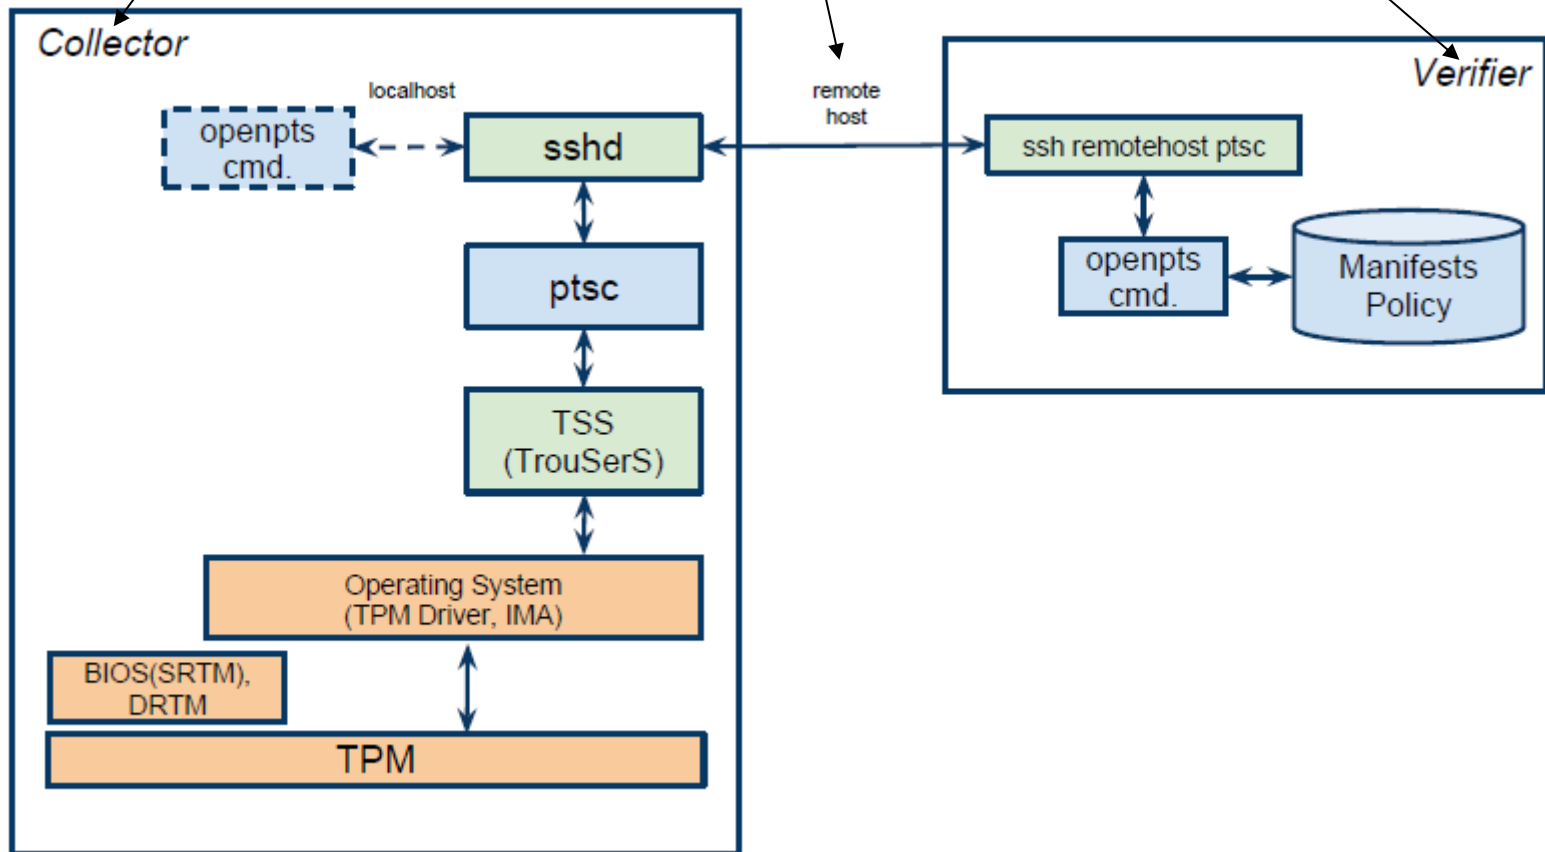 Collector
localhost
openpts
cmd.
sshd
remote
host
Verifier
ssh remotehost ptsc
ptsc
openpts
cmd.
Manifests
Policy
TSS
(TrouSerS)
Operating System
(TPM Driver, IMA)
BIOS(SRTM),
DRTM
TPM